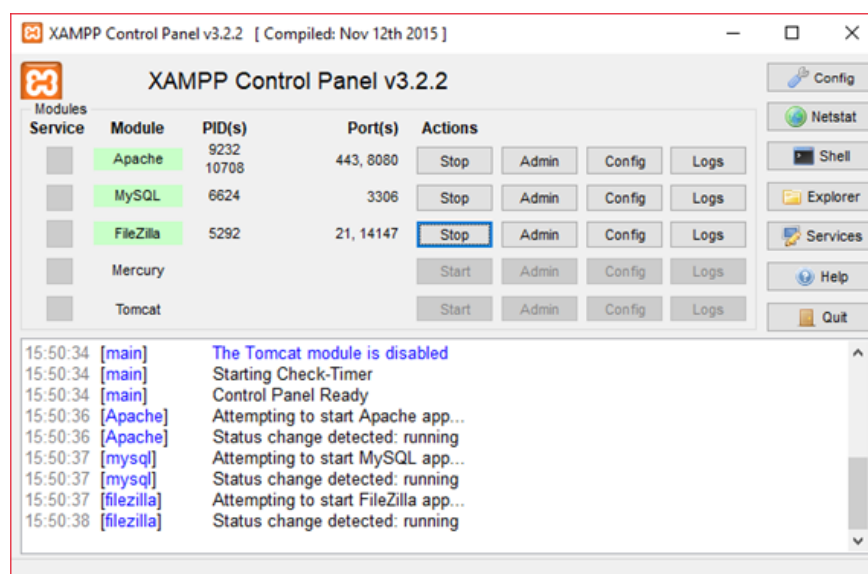 XAMPP Control Panel v3.2.2 [ Compiled: Nov 12th 2015 ]
XAMPP Control Panel v3.2.2
Config
Modules
Service Module PID(s) Port(s) Actions
Netstat
Apache 9232 10708 443, 8080 Stop Admin Config Logs
Shell
MySQL 6624 3306 Stop Admin Config Logs
Explorer
FileZilla 5292 21, 14147 Stop Admin Config Logs
Services
Mercury Start Admin Config Logs
Help
Tomcat Start Admin Config Logs
Quit
15:50:34 [main] The Tomcat module is disabled
15:50:34 [main] Starting Check-Timer
15:50:34 [main] Control Panel Ready
15:50:36 [Apache] Attempting to start Apache app...
15:50:36 [Apache] Status change detected: running
15:50:37 [mysql] Attempting to start MySQL app...
15:50:37 [mysql] Status change detected: running
15:50:37 [filezilla] Attempting to start FileZilla app...
15:50:38 [filezilla] Status change detected: running